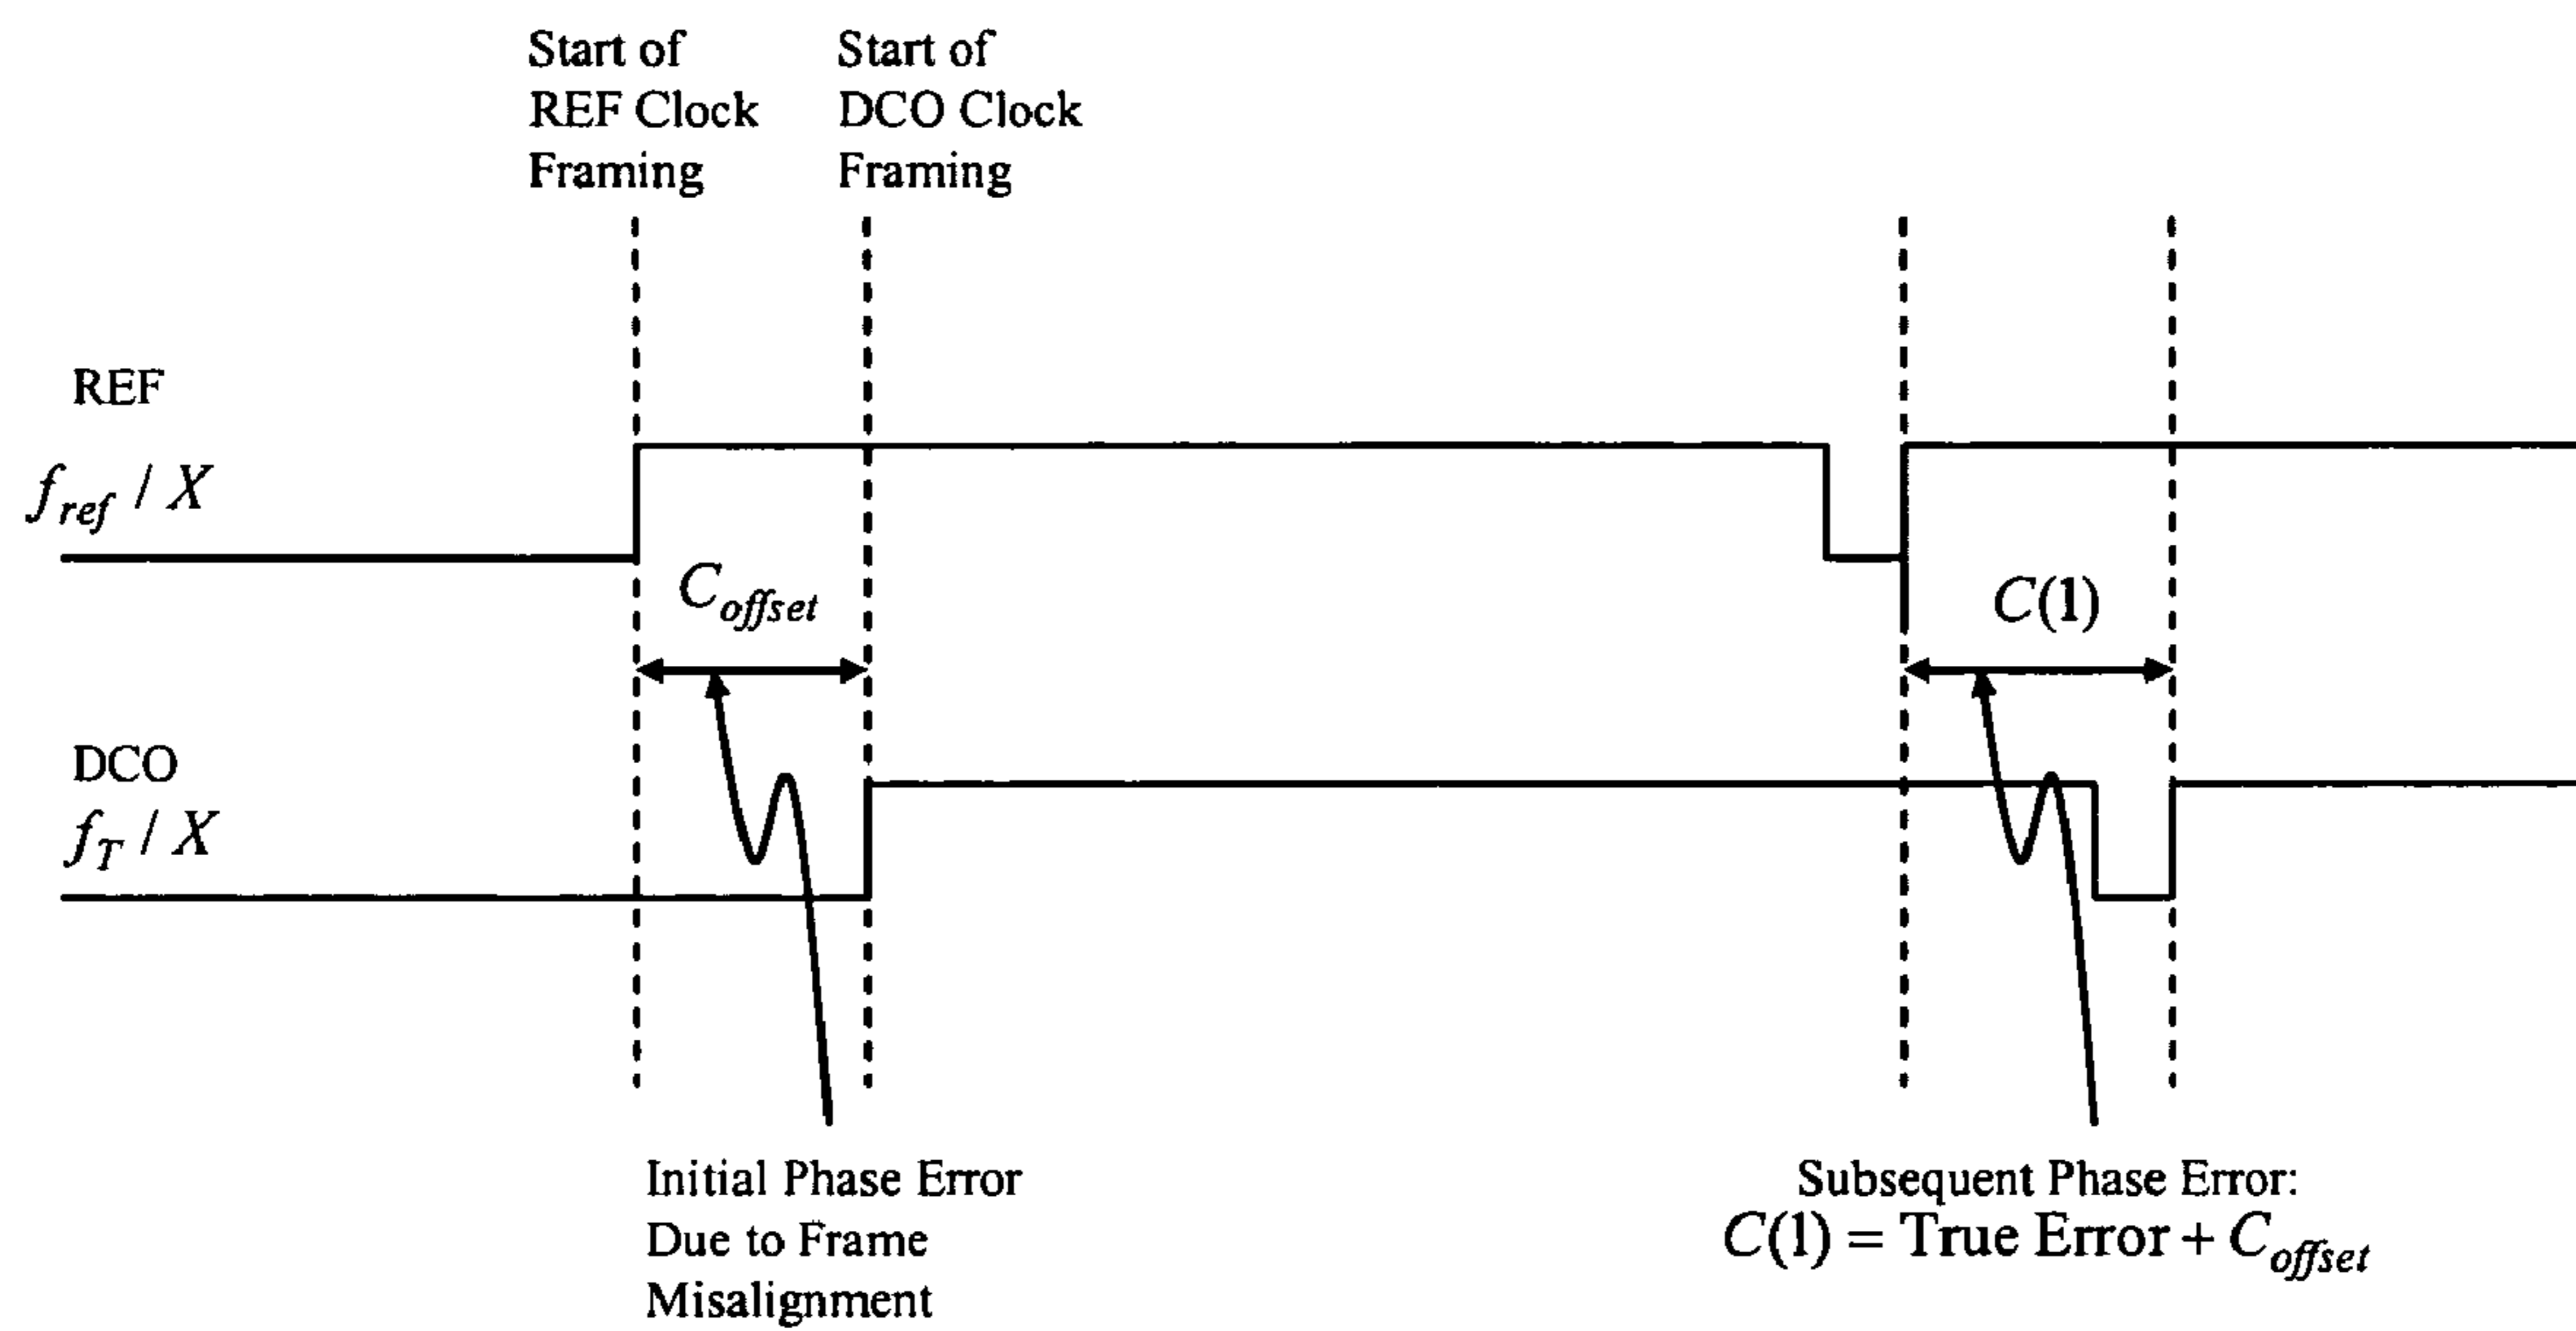 Start of
REF Clock
Framing
Start of
DCO Clock
Framing
REF
f_ref / X
C_offset
C(1)
DCO
f_T / X
Initial Phase Error
Due to Frame
Misalignment
Subsequent Phase Error:
C(1) = True Error + C_offset